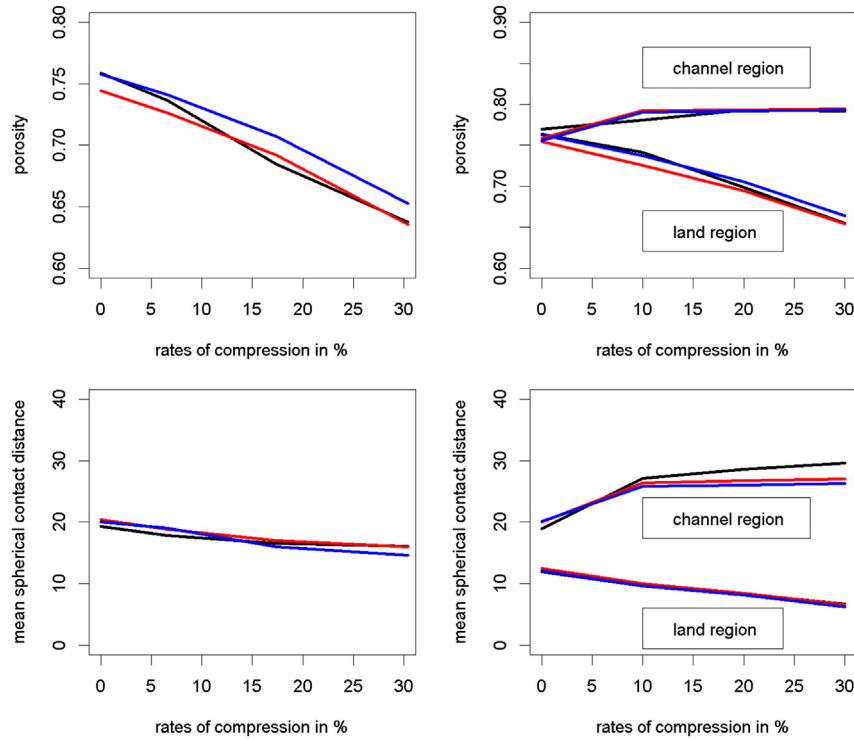 0.60 0.65 0.70 0.75 0.80
porosity
0 5 10 15 20 25 30
rates of compression in %
0.60 0.70 0.80 0.90
porosity
channel region
land region
0 5 10 15 20 25 30
rates of compression in %
0 10 20 30 40
mean spherical contact distance
0 5 10 15 20 25 30
rates of compression in %
0 10 20 30 40
mean spherical contact distance
channel region
land region
0 5 10 15 20 25 30
rates of compression in %